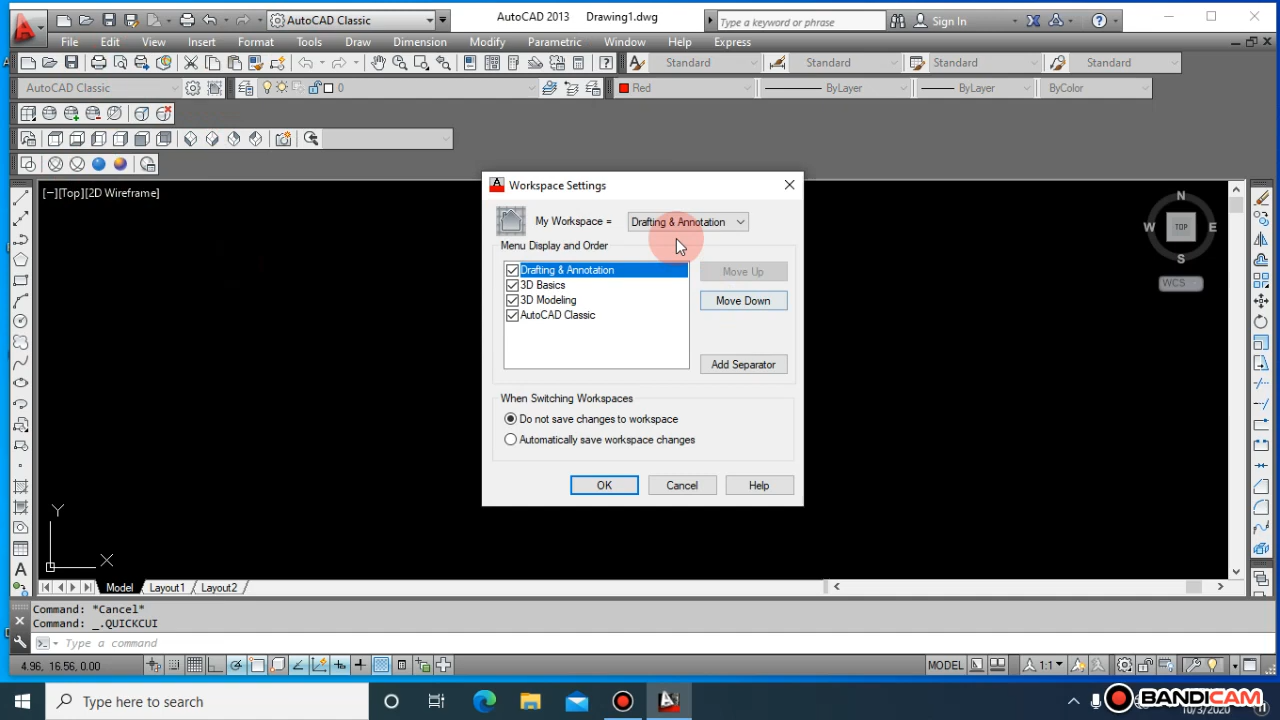 AutoCAD Classic
AutoCAD 2013 Drawing1.dwg
Type a keyword or phrase
Sign In
File Edit View Insert Format Tools Draw Dimension Modify Parametric Window Help Express
Standard Standard Standard Standard
AutoCAD Classic
0
Red
ByLayer
ByLayer
ByColor
[−][Top][2D Wireframe]
N
W TOP E
S
WCS
Workspace Settings
My Workspace = Drafting & Annotation
Menu Display and Order
Drafting & Annotation
3D Basics
3D Modeling
AutoCAD Classic
Move Up
Move Down
Add Separator
When Switching Workspaces
Do not save changes to workspace
Automatically save workspace changes
OK Cancel Help
Y
X
Model Layout1 Layout2
Command: *Cancel*
Command: _.QUICKCUI
Type a command
4.96, 16.56, 0.00
MODEL
1:1
Type here to search
BANDICAM
10/3/2020